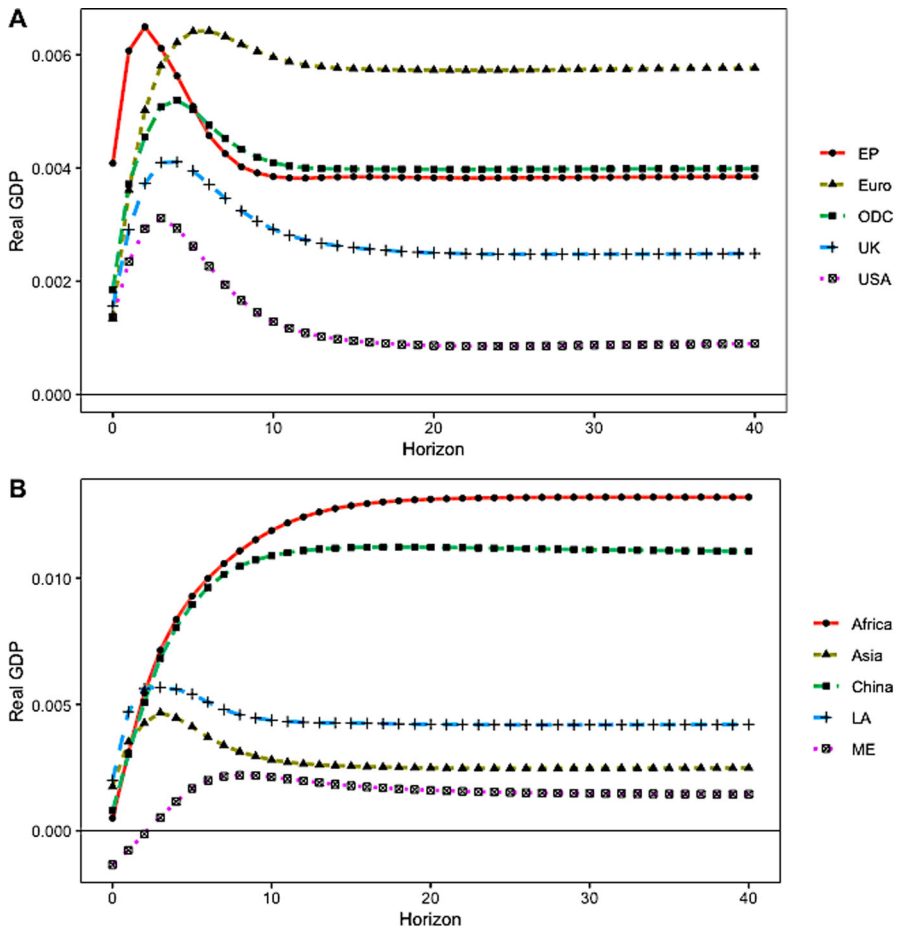 A
0.006
0.004
0.002
0.000
Real GDP
0 10 20 30 40
Horizon
EP
Euro
ODC
UK
USA
B
0.010
0.005
0.000
Real GDP
0 10 20 30 40
Horizon
Africa
Asia
China
LA
ME